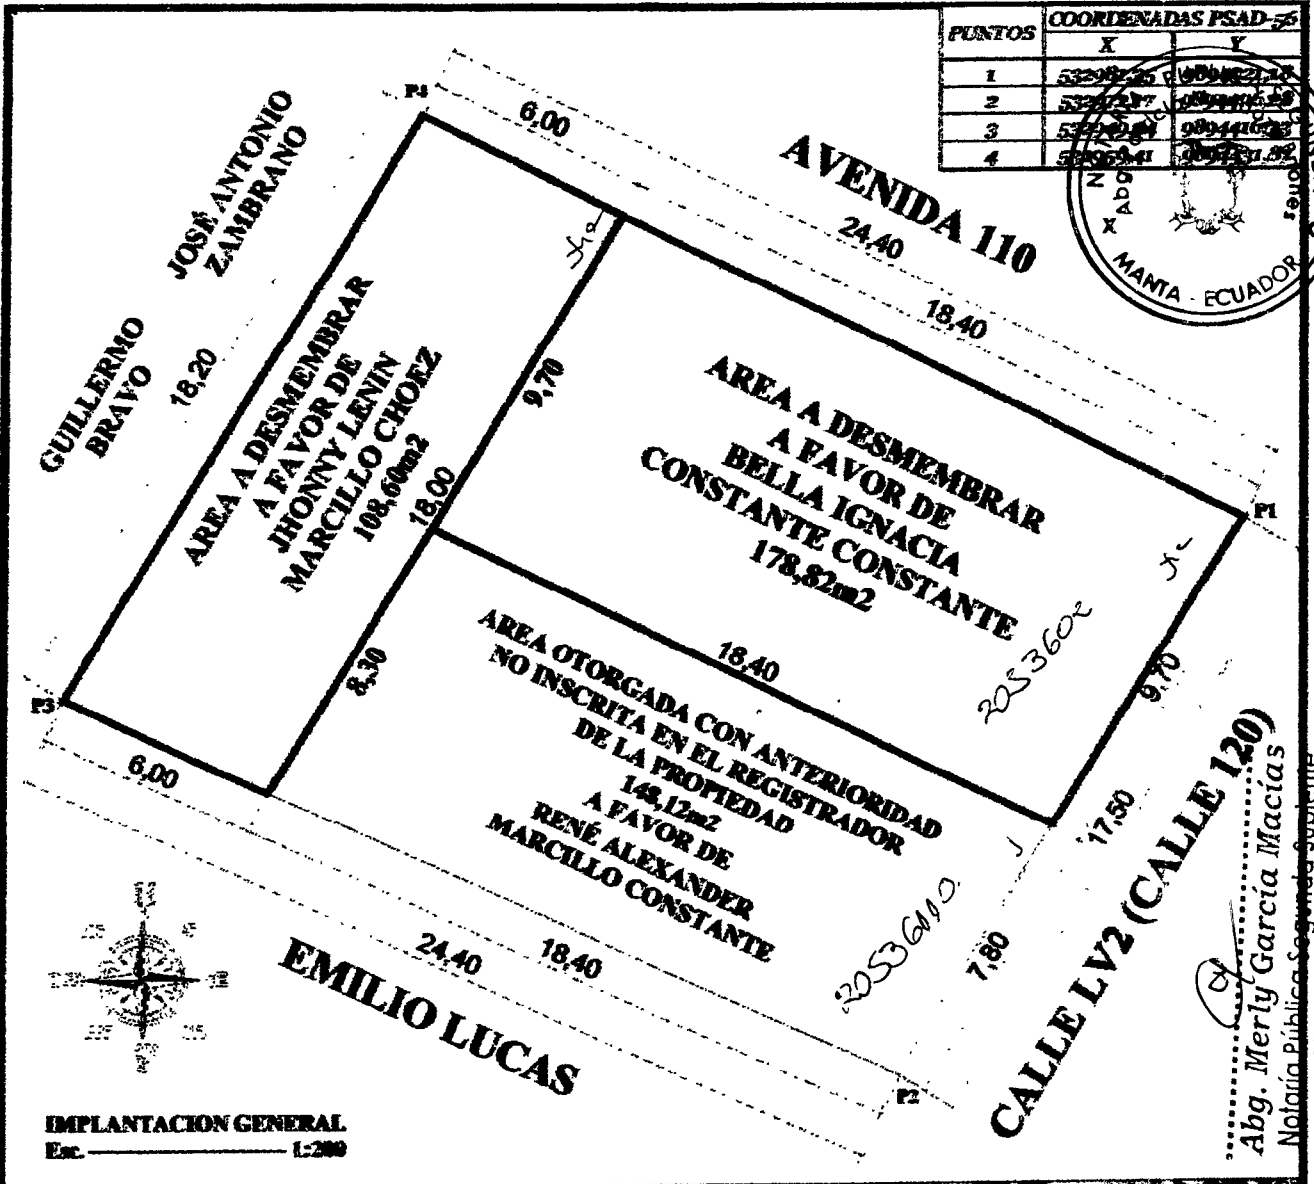 PUNTOS COORDENADAS PSAD-56
X Y
1
2
3
4
MANTA - ECUADOR
P4
6,00
AVENIDA 110
24,40
18,40
JOSÉ ANTONIO
ZAMBRANO
GUILLERMO
BRAVO
18,20
AREA A DESMEMBRAR
A FAVOR DE
JHONNY LENIN
MARCILLO CHOEZ
108,60m2
9,70
18,00
8,30
AREA A DESMEMBRAR
A FAVOR DE
BELLA IGNACIA
CONSTANTE CONSTANTE
178,82m2
P1
2053602
18,40
9,70
AREA OTORGADA CON ANTERIORIDAD
NO INSCRITA EN EL REGISTRADOR
DE LA PROPIEDAD
148,12m2
A FAVOR DE
RENÉ ALEXANDER
MARCILLO CONSTANTE
P3
6,00
17,50
7,80
CALLE LV2 (CALLE 120)
24,40
18,40
EMILIO LUCAS
P2
Abg. Merly García Macías
Notaría Pública Segunda
IMPLANTACION GENERAL
Esc. 1:200